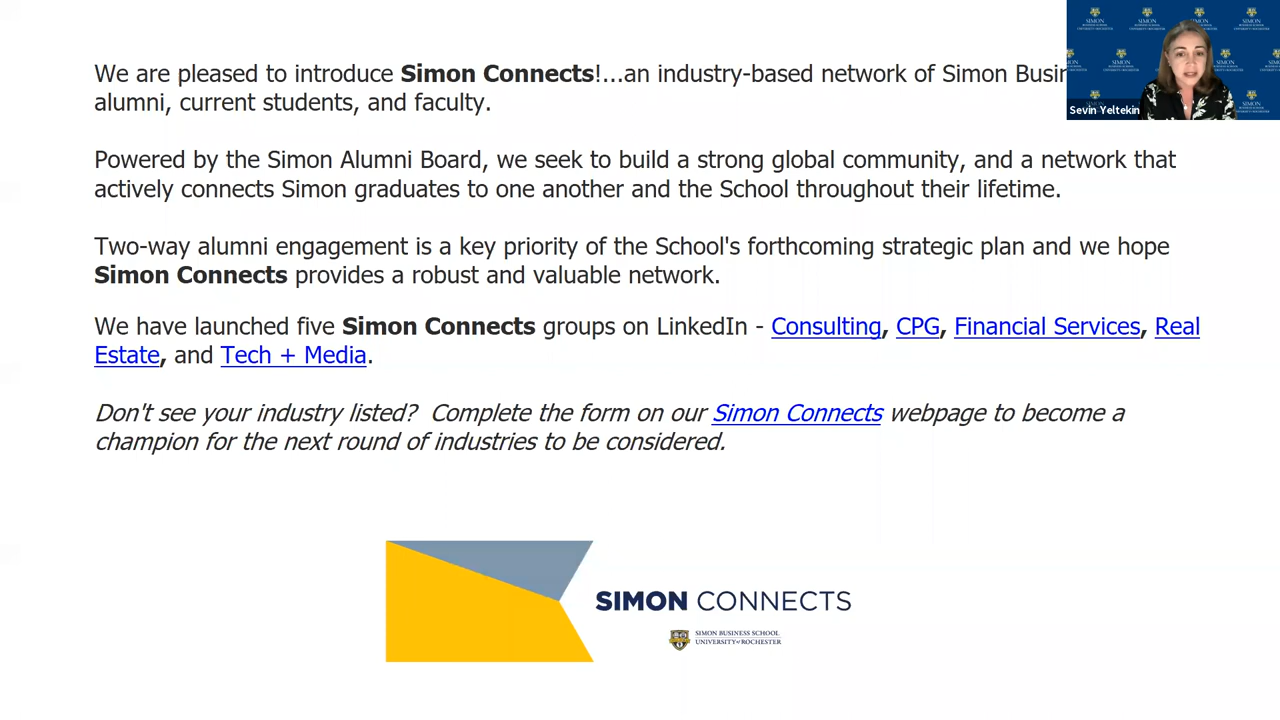 We are pleased to introduce Simon Connects!...an industry-based network of Simon
alumni, current students, and faculty.
Powered by the Simon Alumni Board, we seek to build a strong global community, and a network that
actively connects Simon graduates to one another and the School throughout their lifetime.
Two-way alumni engagement is a key priority of the School's forthcoming strategic plan and we hope
Simon Connects provides a robust and valuable network.
We have launched five Simon Connects groups on LinkedIn - Consulting, CPG, Financial Services, Real
Estate, and Tech + Media.
Don't see your industry listed? Complete the form on our Simon Connects webpage to become a
champion for the next round of industries to be considered.
SIMON CONNECTS
SIMON BUSINESS SCHOOL
UNIVERSITY of ROCHESTER
Sevin Yeltekin